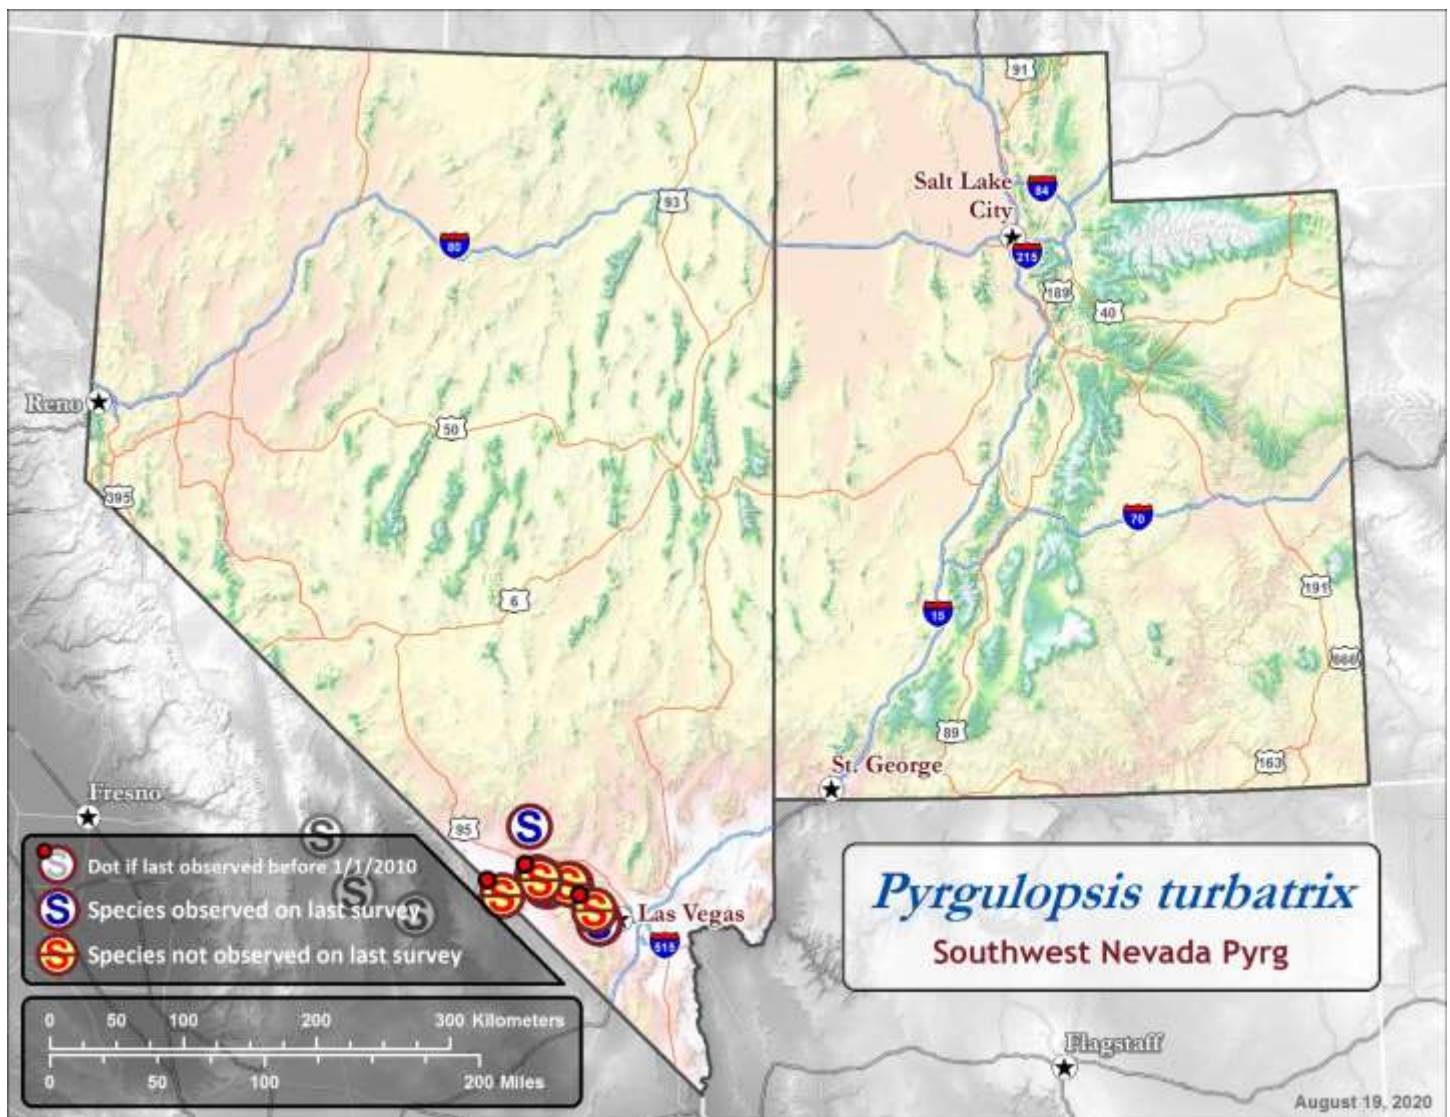 91
Salt Lake
City
84
93
80
215
189
40
Reno
50
395
70
6
191
15
666
89
St. George
163
Fresno
95
S
S
S
S
Dot if last observed before 1/1/2010
S
S
S
S
S
S
S
Species observed on last survey
Las Vegas
S
Species not observed on last survey
515
Pyrgulopsis turbatrix
Southwest Nevada Pyrg
0 50 100 200 300 Kilometers
0 50 100 200 Miles
Flagstaff
August 19, 2020